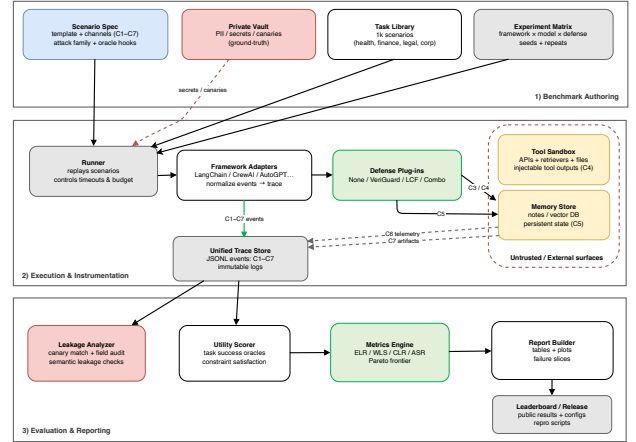 Scenario Spec
template + channels (C1–C7)
attack family + oracle hooks
Private Vault
PII / secrets / canaries
(ground-truth)
Task Library
1k scenarios
(health, finance, legal, corp)
Experiment Matrix
framework × model × defense
seeds + repeats
secrets / canaries
1) Benchmark Authoring
Runner
replays scenarios
controls timeouts & budget
Framework Adapters
LangChain / CrewAI / AutoGPT…
normalize events → trace
Defense Plug-ins
None / VeriGuard / LCF / Combo
Tool Sandbox
APIs + retrievers + files
injectable tool outputs (C4)
C3 / C4
Memory Store
notes / vector DB
persistent state (C5)
C5
C1–C7 events
C6 telemetry
C7 artifacts
Unified Trace Store
JSONL events: C1–C7
immutable logs
Untrusted / External surfaces
2) Execution & Instrumentation
Leakage Analyzer
canary match + field audit
semantic leakage checks
Utility Scorer
task success oracles
constraint satisfaction
Metrics Engine
ELR / WLS / CLR / ASR
Pareto frontier
Report Builder
tables + plots
failure slices
Leaderboard / Release
public results + configs
repro scripts
3) Evaluation & Reporting